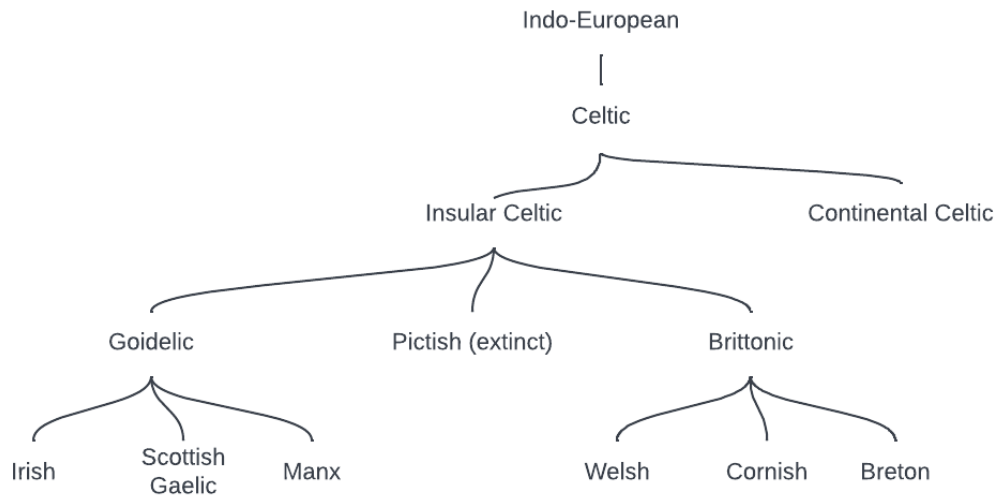 Indo-European
Celtic
Insular Celtic
Continental Celtic
Goidelic
Pictish (extinct)
Brittonic
Irish
Scottish
Gaelic
Manx
Welsh
Cornish
Breton